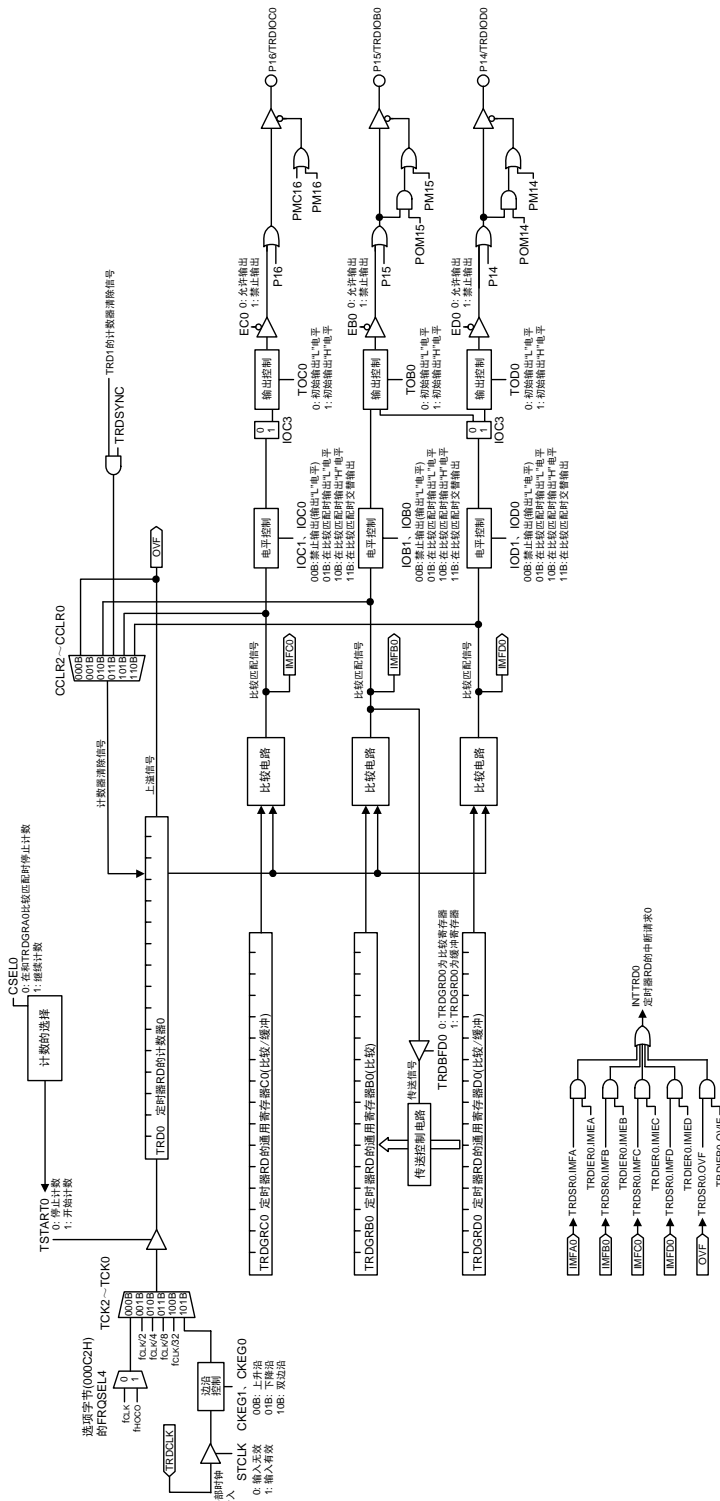 选项字节(000C2H)
的FRQSEL4
fCLK
fHOCO
0
1
TCK2～TCK0
000B
001B
010B
011B
100B
101B
fCLK/2
fCLK/4
fCLK/8
fCLK/32
TRDCLK
部时钟
入
STCLK
0: 输入无效
1: 输入有效
边沿
控制
CKEG1、CKEG0
00B: 上升沿
01B: 下降沿
10B: 双边沿
TSTART0
0: 停止计数
1: 开始计数
计数的选择
CSEL0
0: 在和TRDGRA0比较匹配时停止计数
1: 继续计数
TRD0 定时器RD的计数器0
计数器清除信号
上溢信号
CCLR2～CCLR0
000B
001B
010B
011B
101B
110B
OVF
TRD1的计数器清除信号
TRDSYNC
TRDGRC0 定时器RD的通用寄存器C0(比较/缓冲)
比较电路
比较匹配信号
IMFC0
电平控制
IOC1、IOC0
00B: 禁止输出(输出"L"电平)
01B: 在比较匹配时输出"L"电平
10B: 在比较匹配时输出"H"电平
11B: 在比较匹配时交替输出
0
1
IOC3
输出控制
TOC0
0: 初始输出"L"电平
1: 初始输出"H"电平
EC0 0: 允许输出
1: 禁止输出
P16
PMC16
PM16
P16/TRDIOC0
TRDGRB0 定时器RD的通用寄存器B0(比较)
比较电路
比较匹配信号
IMFB0
电平控制
IOB1、IOB0
00B: 禁止输出(输出"L"电平)
01B: 在比较匹配时输出"L"电平
10B: 在比较匹配时输出"H"电平
11B: 在比较匹配时交替输出
输出控制
TOB0
0: 初始输出"L"电平
1: 初始输出"H"电平
EB0 0: 允许输出
1: 禁止输出
P15
POM15
PM15
P15/TRDIOB0
传送控制电路
传送信号
TRDBFD0 0: TRDGRD0为比较寄存器
1: TRDGRD0为缓冲寄存器
TRDGRD0 定时器RD的通用寄存器D0(比较/缓冲)
比较电路
比较匹配信号
IMFD0
电平控制
IOD1、IOD0
00B: 禁止输出(输出"L"电平)
01B: 在比较匹配时输出"L"电平
10B: 在比较匹配时输出"H"电平
11B: 在比较匹配时交替输出
0
1
IOC3
输出控制
TOD0
0: 初始输出"L"电平
1: 初始输出"H"电平
ED0 0: 允许输出
1: 禁止输出
P14
POM14
PM14
P14/TRDIOD0
IMFA0
TRDSR0.IMFA
TRDIER0.IMIEA
IMFB0
TRDSR0.IMFB
TRDIER0.IMIEB
IMFC0
TRDSR0.IMFC
TRDIER0.IMIEC
IMFD0
TRDSR0.IMFD
TRDIER0.IMIED
OVF
TRDSR0.OVF
TRDIER0.OVIE
INTTRD0
定时器RD的中断请求0